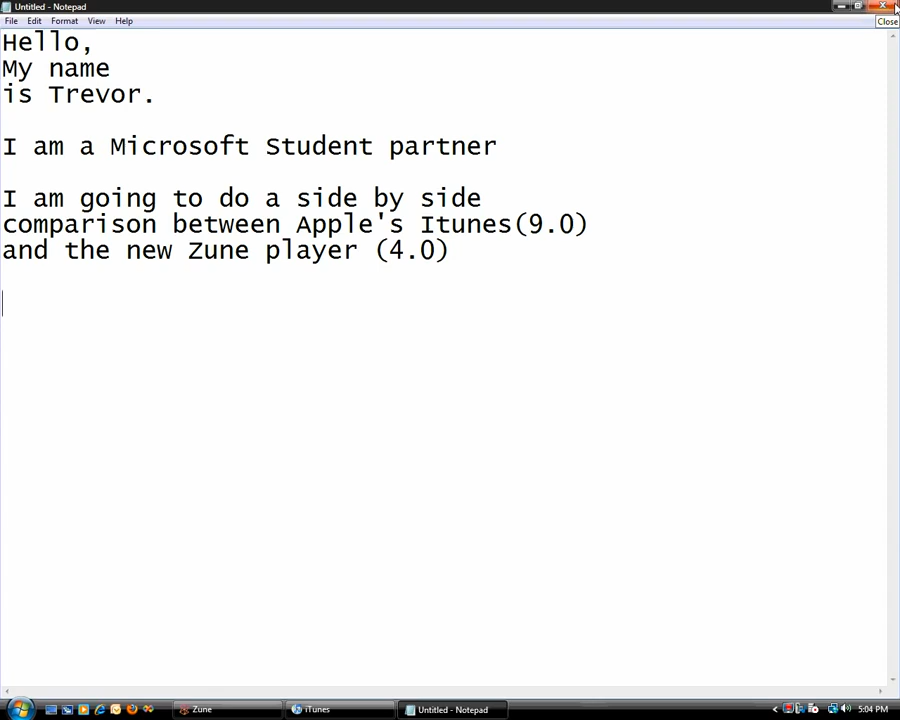 Untitled - Notepad
File Edit Format View Help
Close
Hello,
My name
is Trevor.
I am a Microsoft Student partner
I am going to do a side by side
comparison between Apple's Itunes(9.0)
and the new Zune player (4.0)
Zune iTunes Untitled - Notepad 5:04 PM